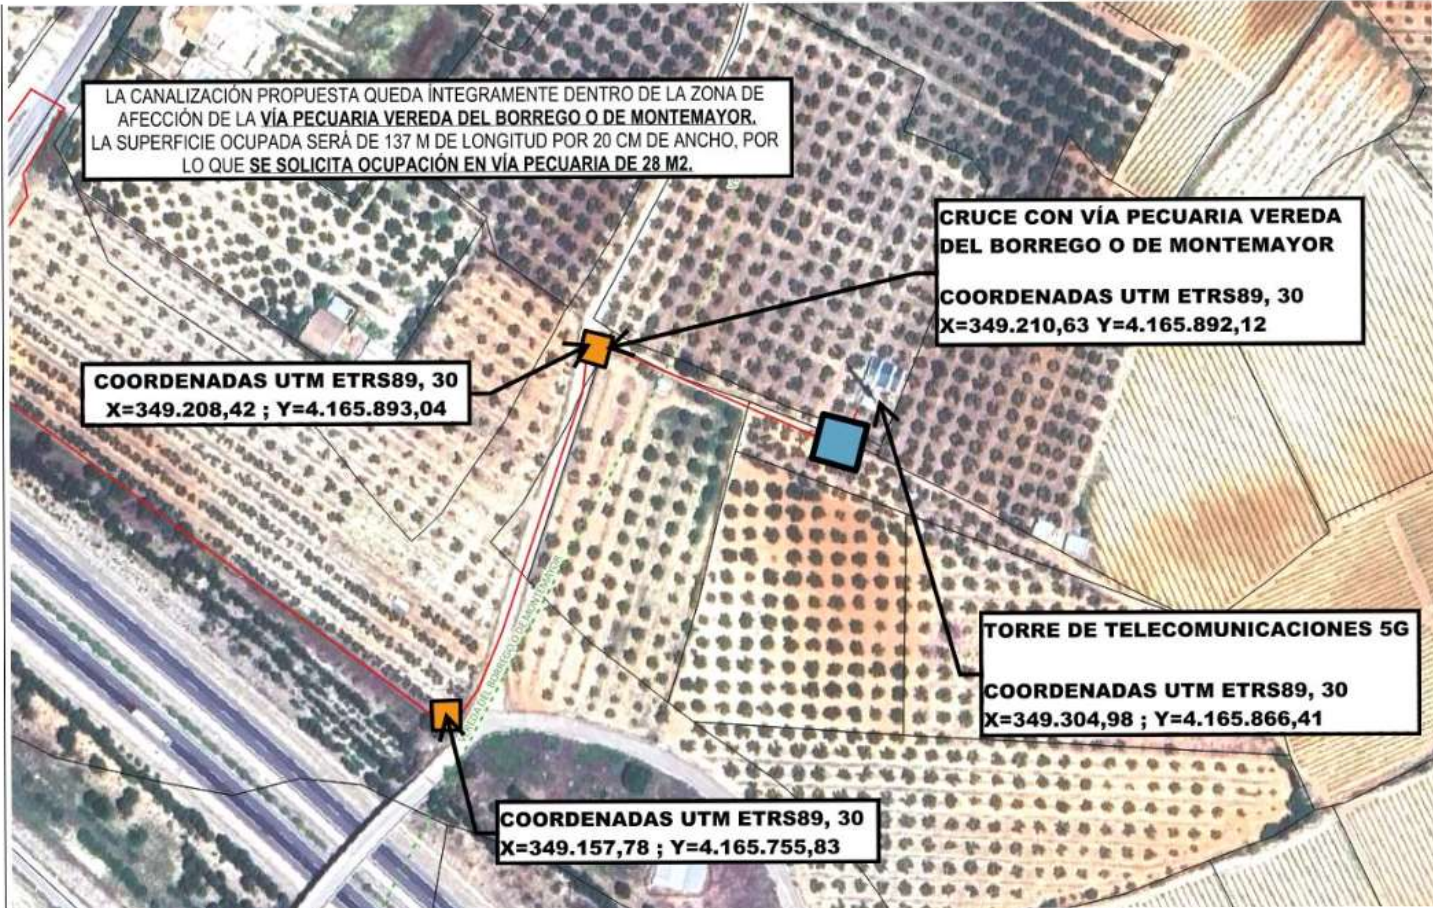 LA CANALIZACIÓN PROPUESTA QUEDA ÍNTEGRAMENTE DENTRO DE LA ZONA DE
AFECCIÓN DE LA VÍA PECUARIA VEREDA DEL BORREGO O DE MONTEMAYOR.
LA SUPERFICIE OCUPADA SERÁ DE 137 M DE LONGITUD POR 20 CM DE ANCHO, POR
LO QUE SE SOLICITA OCUPACIÓN EN VÍA PECUARIA DE 28 M2.
CRUCE CON VÍA PECUARIA VEREDA
DEL BORREGO O DE MONTEMAYOR
COORDENADAS UTM ETRS89, 30
X=349.210,63 Y=4.165.892,12
COORDENADAS UTM ETRS89, 30
X=349.208,42 ; Y=4.165.893,04
TORRE DE TELECOMUNICACIONES 5G
COORDENADAS UTM ETRS89, 30
X=349.304,98 ; Y=4.165.866,41
DEL BORREGO O DE MONTEMAYOR
COORDENADAS UTM ETRS89, 30
X=349.157,78 ; Y=4.165.755,83